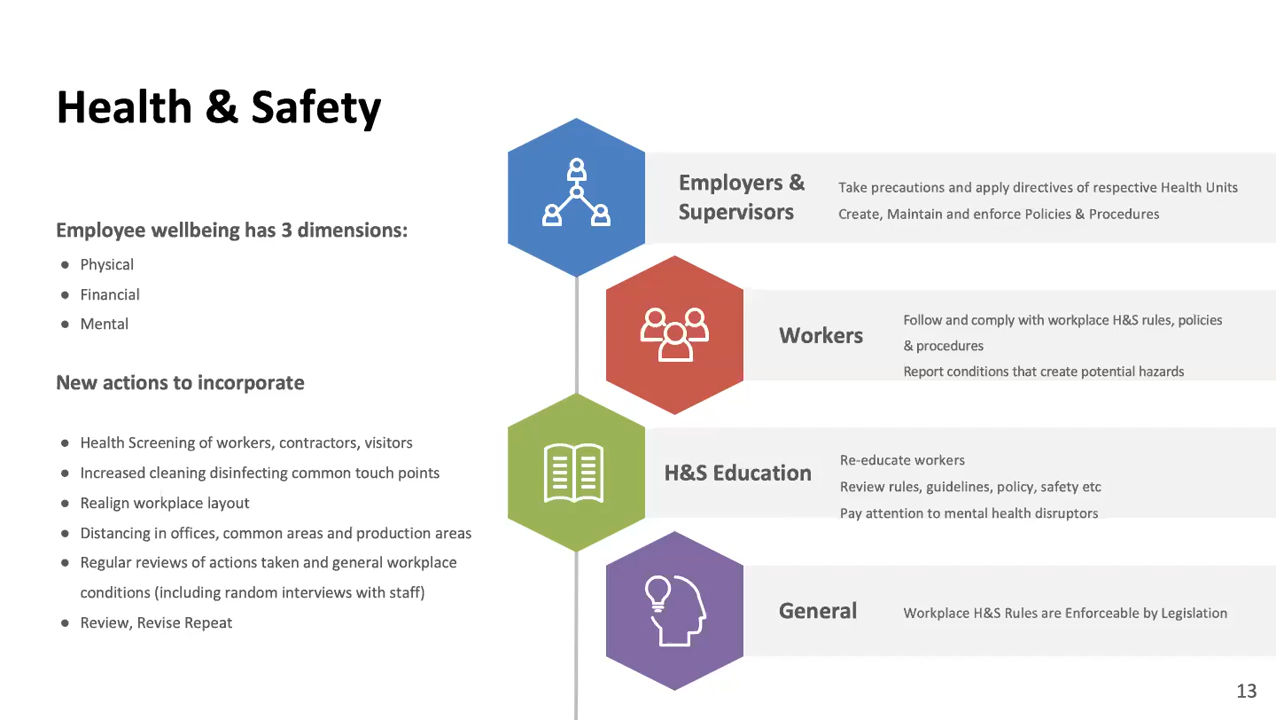 Health & Safety
Employee wellbeing has 3 dimensions:
● Physical
● Financial
● Mental
New actions to incorporate
● Health Screening of workers, contractors, visitors
● Increased cleaning disinfecting common touch points
● Realign workplace layout
● Distancing in offices, common areas and production areas
● Regular reviews of actions taken and general workplace
conditions (including random interviews with staff)
● Review, Revise Repeat
Employers &
Supervisors
Take precautions and apply directives of respective Health Units
Create, Maintain and enforce Policies & Procedures
Workers
Follow and comply with workplace H&S rules, policies
& procedures
Report conditions that create potential hazards
H&S Education
Re-educate workers
Review rules, guidelines, policy, safety etc
Pay attention to mental health disruptors
General
Workplace H&S Rules are Enforceable by Legislation
13